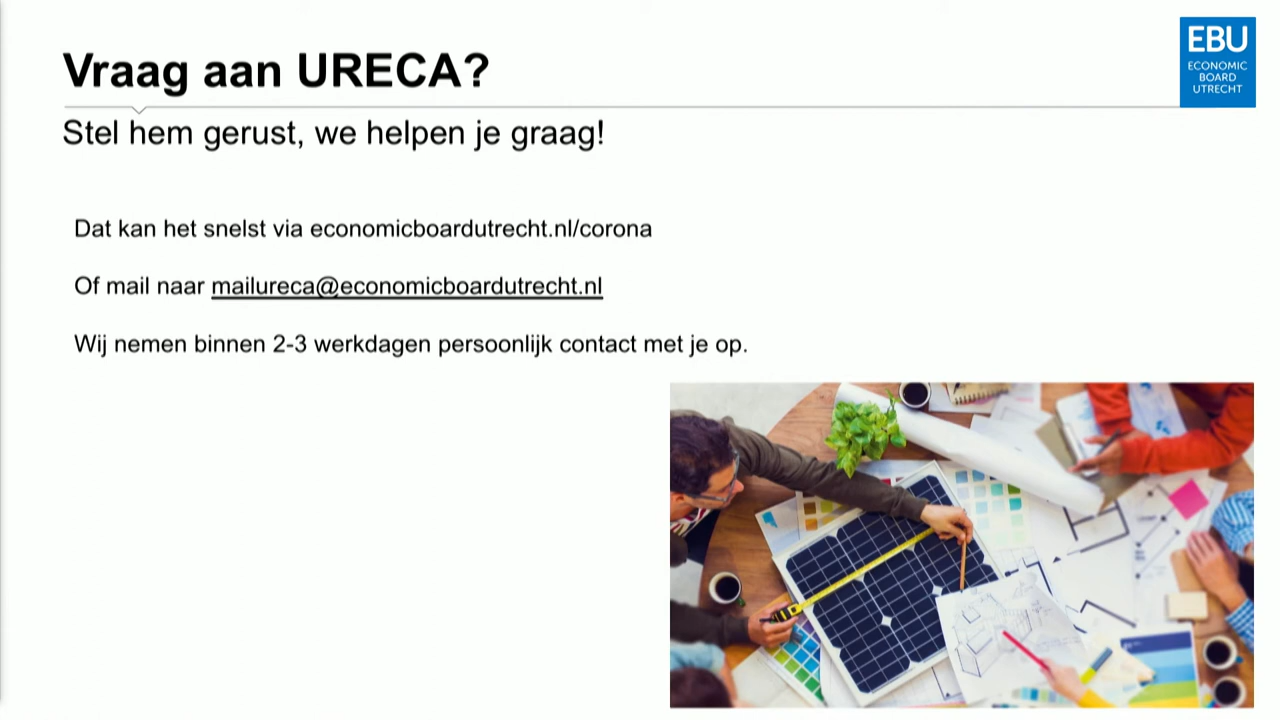 Vraag aan URECA?
EBU
ECONOMIC
BOARD
UTRECHT
Stel hem gerust, we helpen je graag!
Dat kan het snelst via economicboardutrecht.nl/corona
Of mail naar mailureca@economicboardutrecht.nl
Wij nemen binnen 2-3 werkdagen persoonlijk contact met je op.